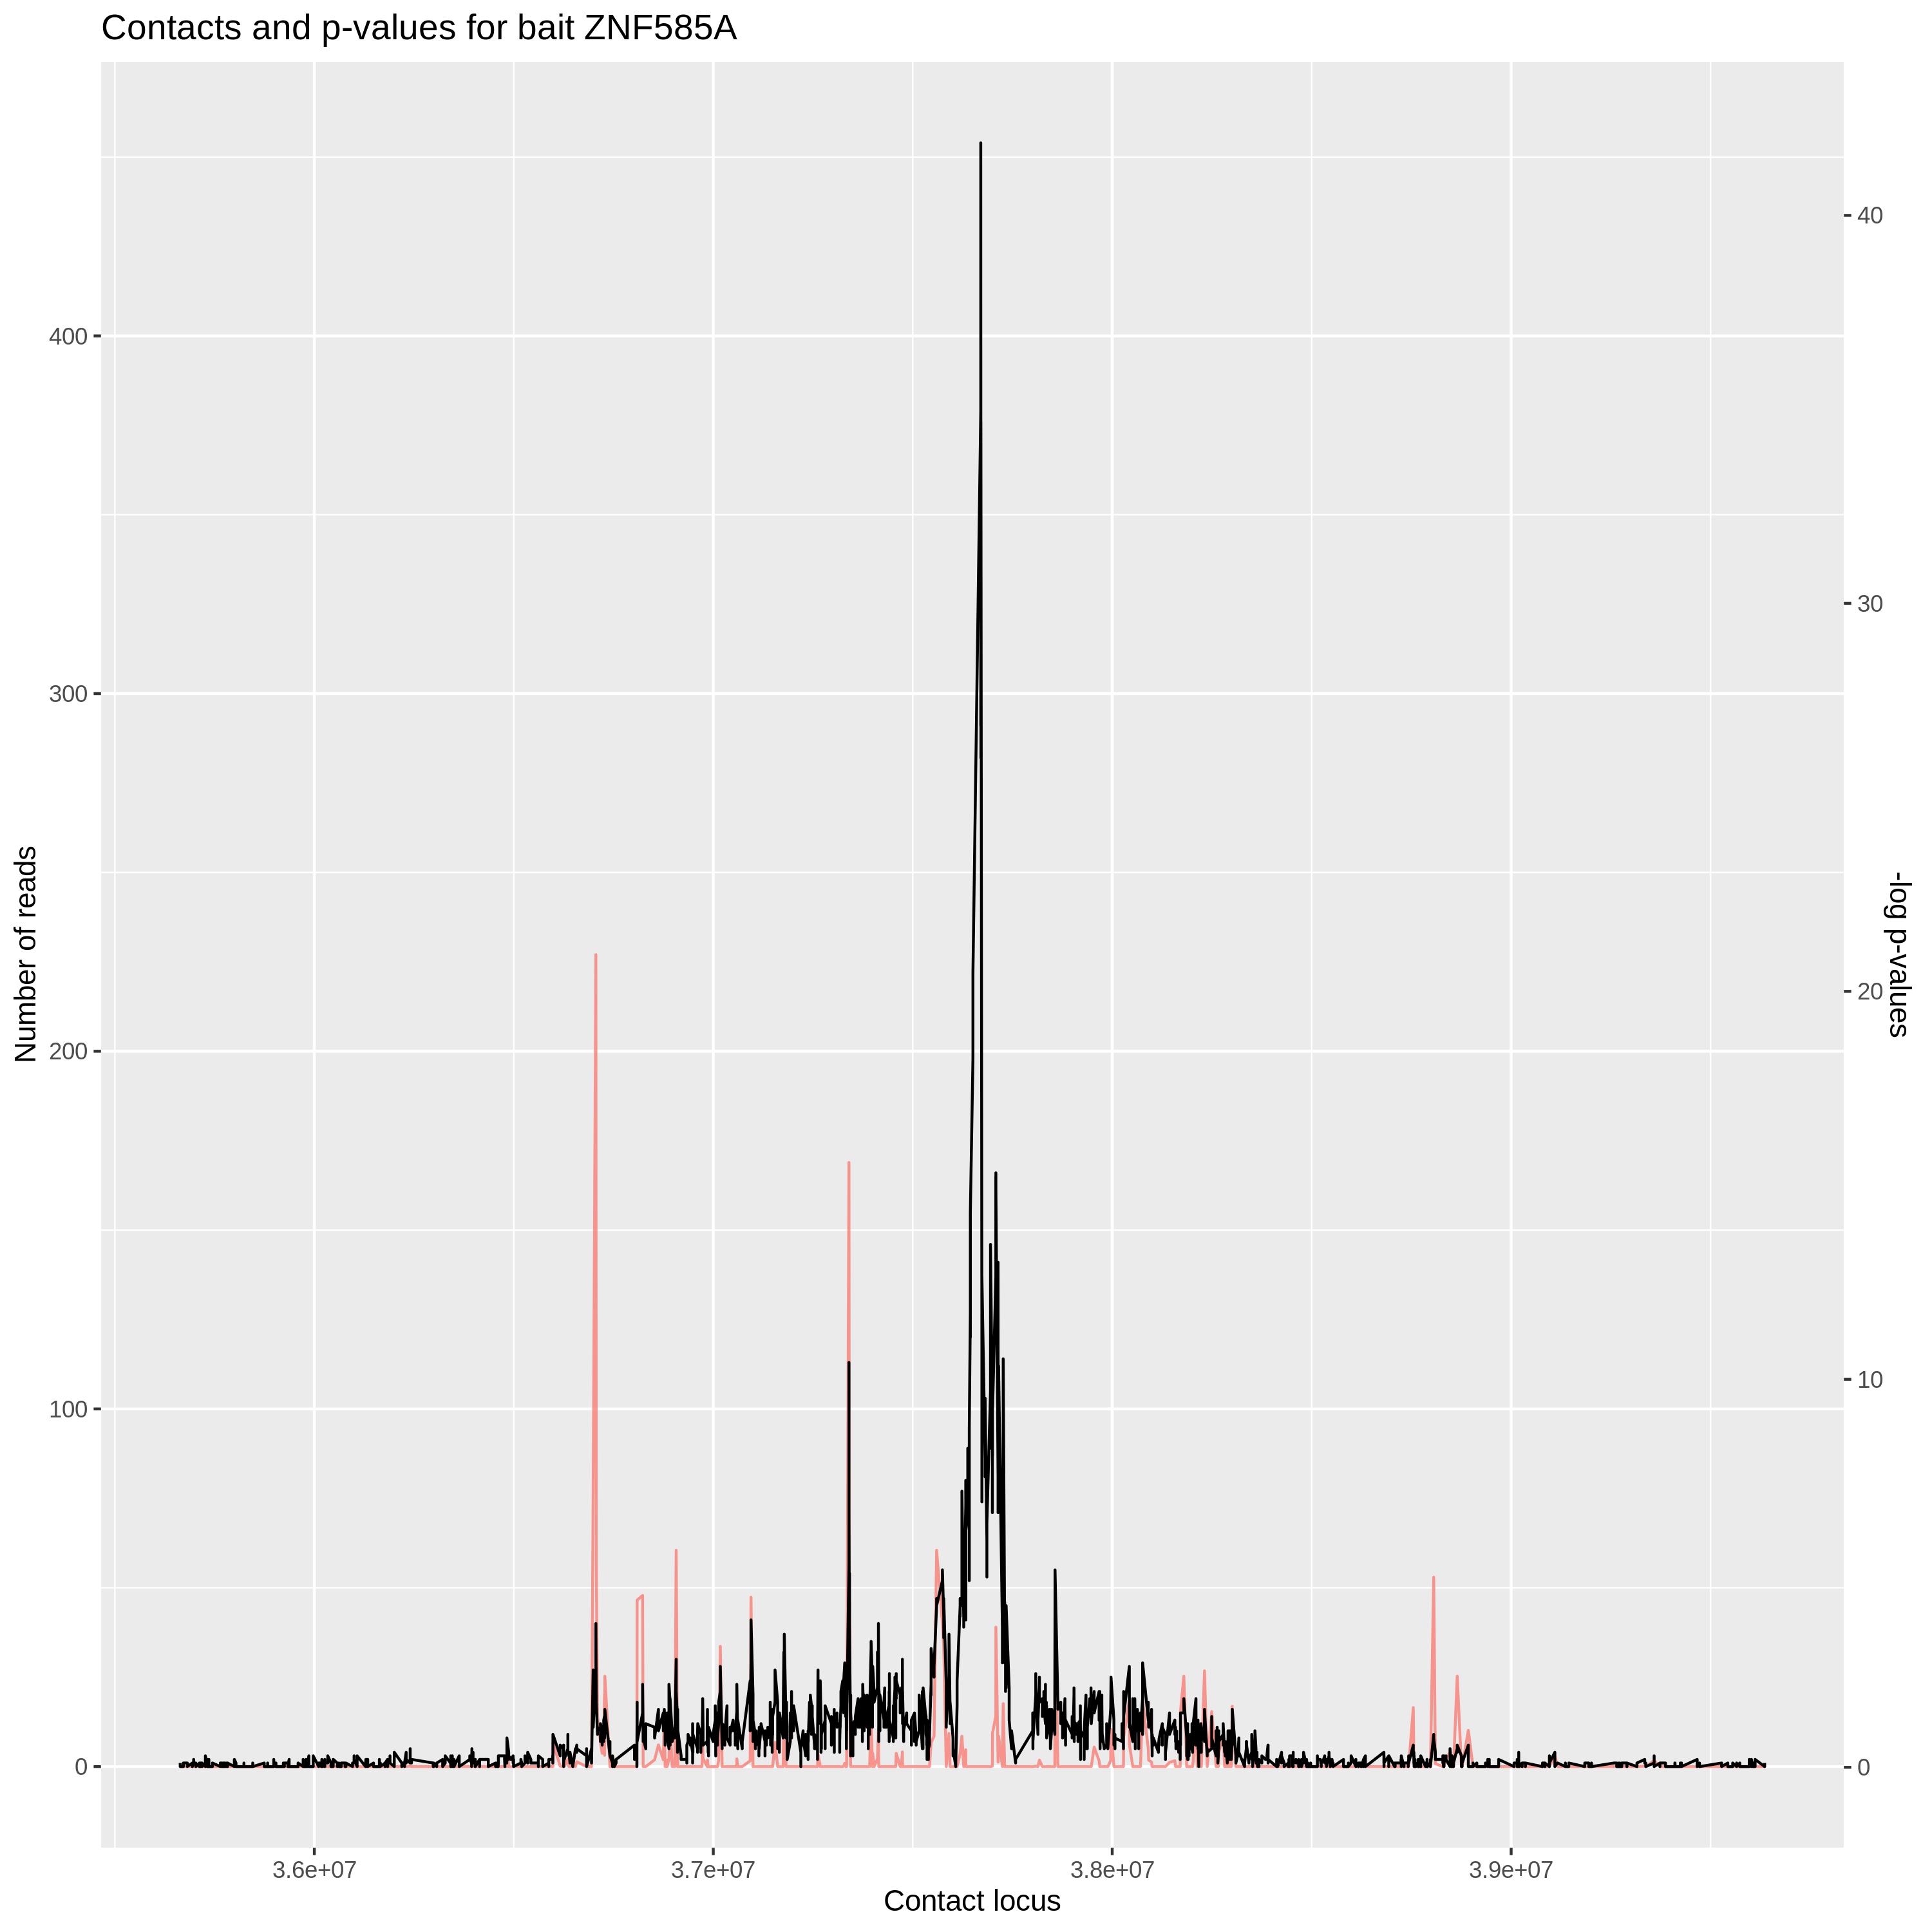 Contacts and p-values for bait ZNF585A
Number of reads
400
300
200
100
0
40
30
20
10
0
-log p-values
3.6e+07 3.7e+07 3.8e+07 3.9e+07
Contact locus